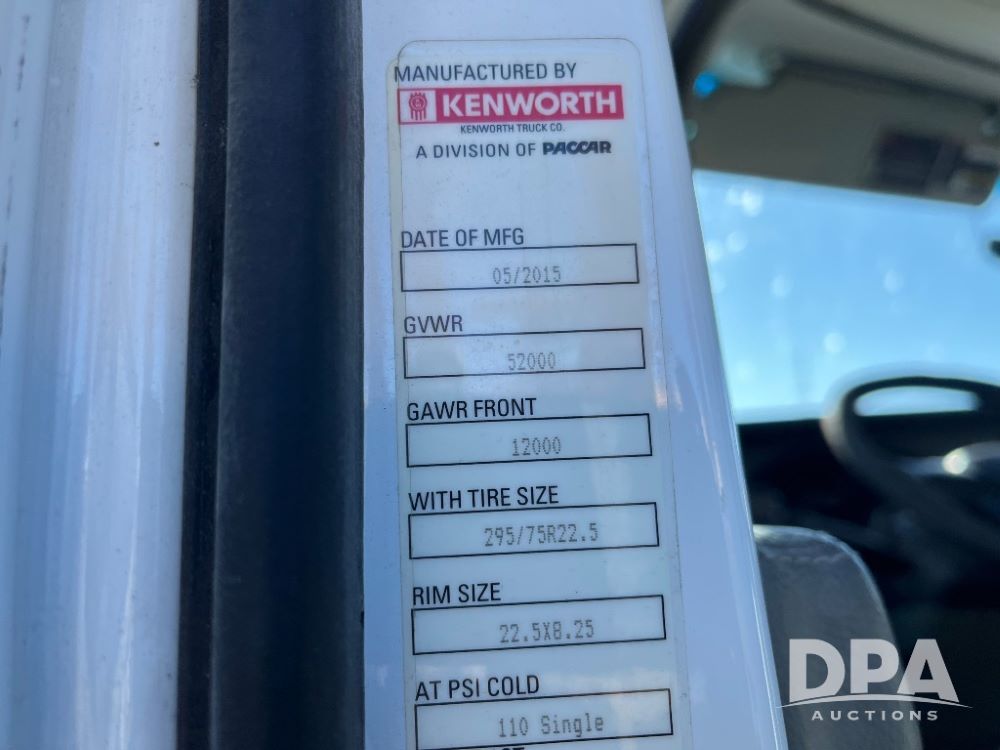 MANUFACTURED BY
KENWORTH
KENWORTH TRUCK CO.
A DIVISION OF PACCAR
DATE OF MFG
05/2015
GVWR
52000
GAWR FRONT
12000
WITH TIRE SIZE
295/75R22.5
RIM SIZE
22.5X8.25
AT PSI COLD
110 Single
DPA
AUCTIONS